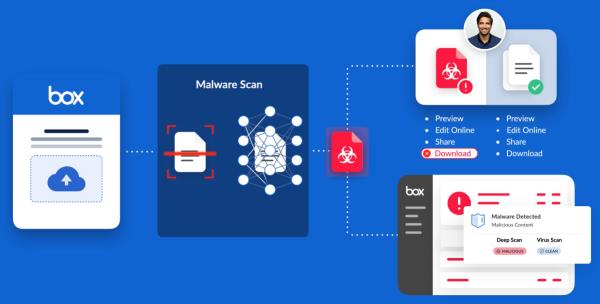 box
Malware Scan
Preview
Edit Online
Share
Download
Preview
Edit Online
Share
Download
box
Malware Detected
Malicious Content
Deep Scan
Virus Scan
MALICIOUS
CLEAN